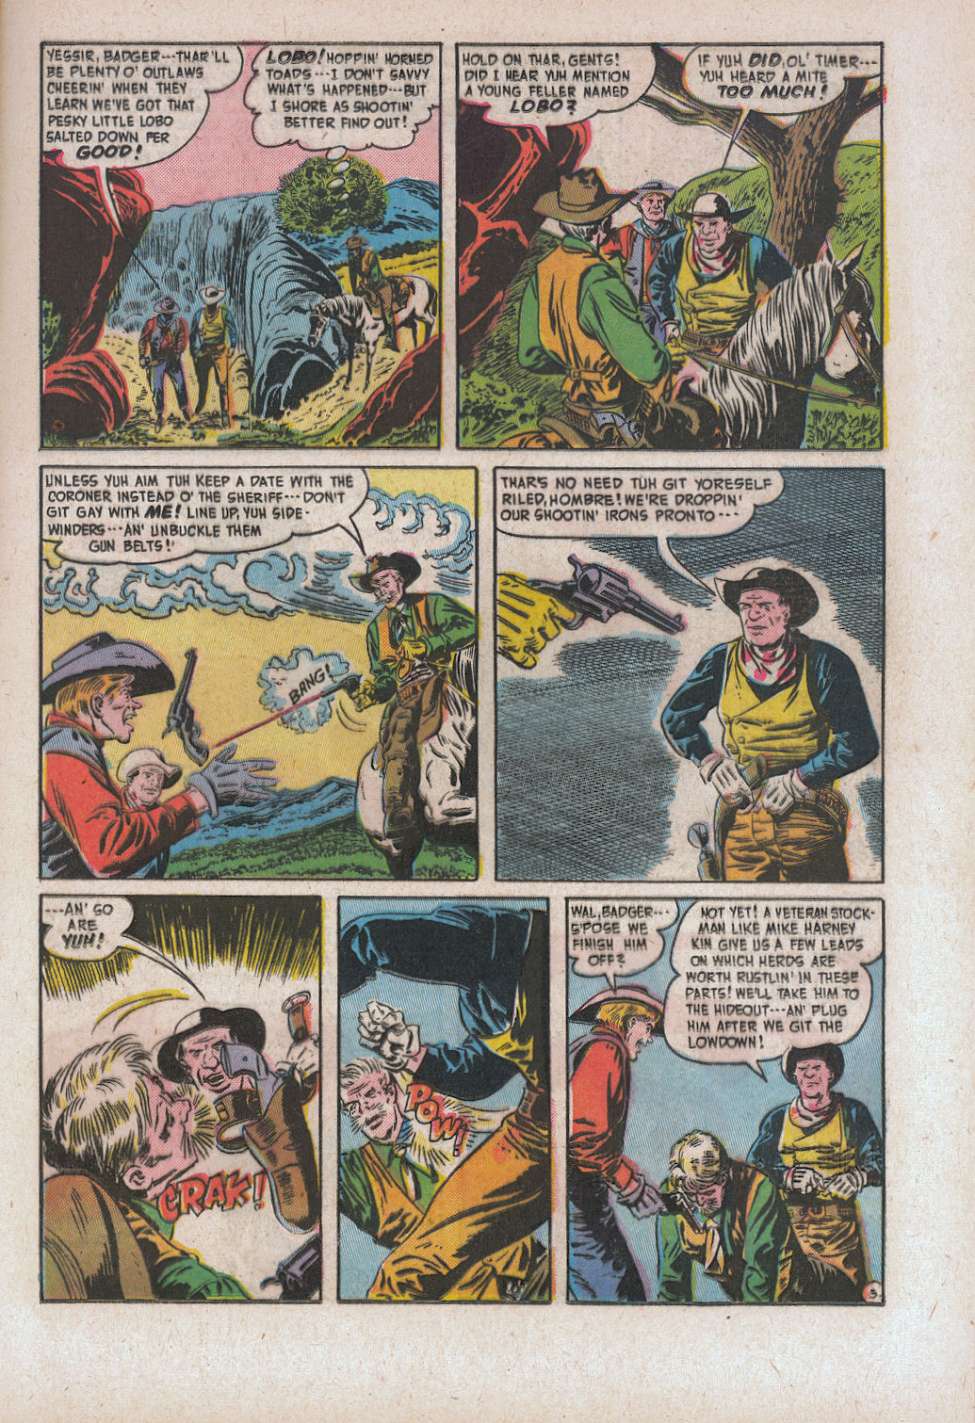 YESSIR, BADGER---THAR'LL
BE PLENTY O' OUTLAWS
CHEERIN' WHEN THEY
LEARN WE'VE GOT THAT
PESKY LITTLE LOBO
SALTED DOWN FER
GOOD!
LOBO! HOPPIN' HORNED
TOADS---I DON'T SAVVY
WHAT'S HAPPENED---BUT
I SHORE AS SHOOTIN'
BETTER FIND OUT!
HOLD ON THAR, GENTS!
DID I HEAR YUH MENTION
A YOUNG FELLER NAMED
LOBO?
IF YUH DID, OL' TIMER---
YUH HEARD A MITE
TOO MUCH!
UNLESS YUH AIM TUH KEEP A DATE WITH THE
CORONER INSTEAD O' THE SHERIFF---DON'T
GIT GAY WITH ME! LINE UP, YUH SIDE-
WINDERS---AN' UNBUCKLE THEM
GUN BELTS!
BANG!
THAR'S NO NEED TUH GIT YORESELF
RILED, HOMBRE! WE'RE DROPPIN'
OUR SHOOTIN' IRONS PRONTO---
---AN' SO
ARE
YUH!
CRAK!
POW!
WAL, BADGER---
S'POSE WE
FINISH HIM
OFF?
NOT YET! A VETERAN STOCK-
MAN LIKE MIKE HARNEY
KIN GIVE US A FEW LEADS
ON WHICH HERDS ARE
WORTH RUSTLIN' IN THESE
PARTS! WE'LL TAKE HIM TO
THE HIDEOUT---AN' PLUG
HIM AFTER WE GIT THE
LOWDOWN!
3